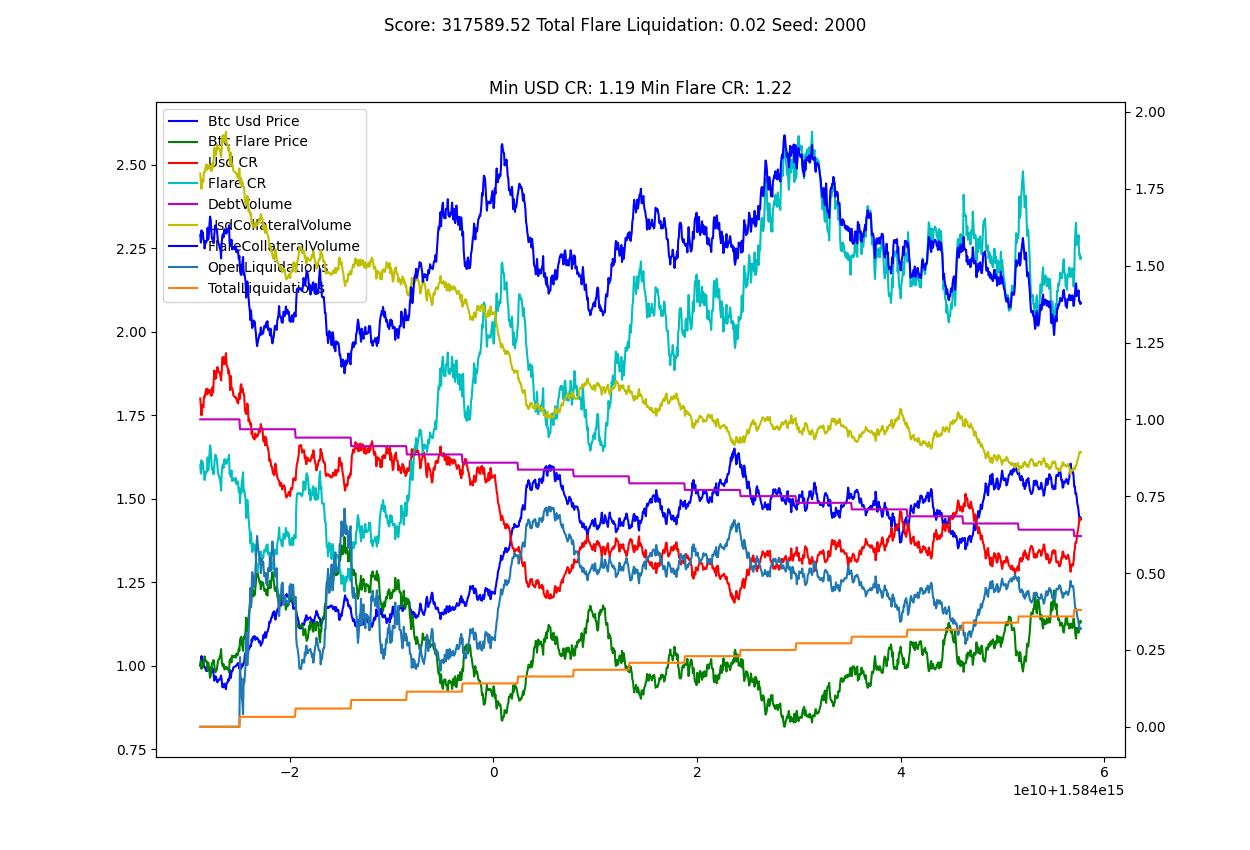 Score: 317589.52 Total Flare Liquidation: 0.02 Seed: 2000
Min USD CR: 1.19 Min Flare CR: 1.22
Btc Usd Price
Btc Flare Price
Usd CR
Flare CR
DebtVolume
UsdCollateralVolume
FlareCollateralVolume
OpenLiquidations
TotalLiquidations
2.50
2.25
2.00
1.75
1.50
1.25
1.00
0.75
2.00
1.75
1.50
1.25
1.00
0.75
0.50
0.25
0.00
−2 0 2 4 6
1e10+1.584e15